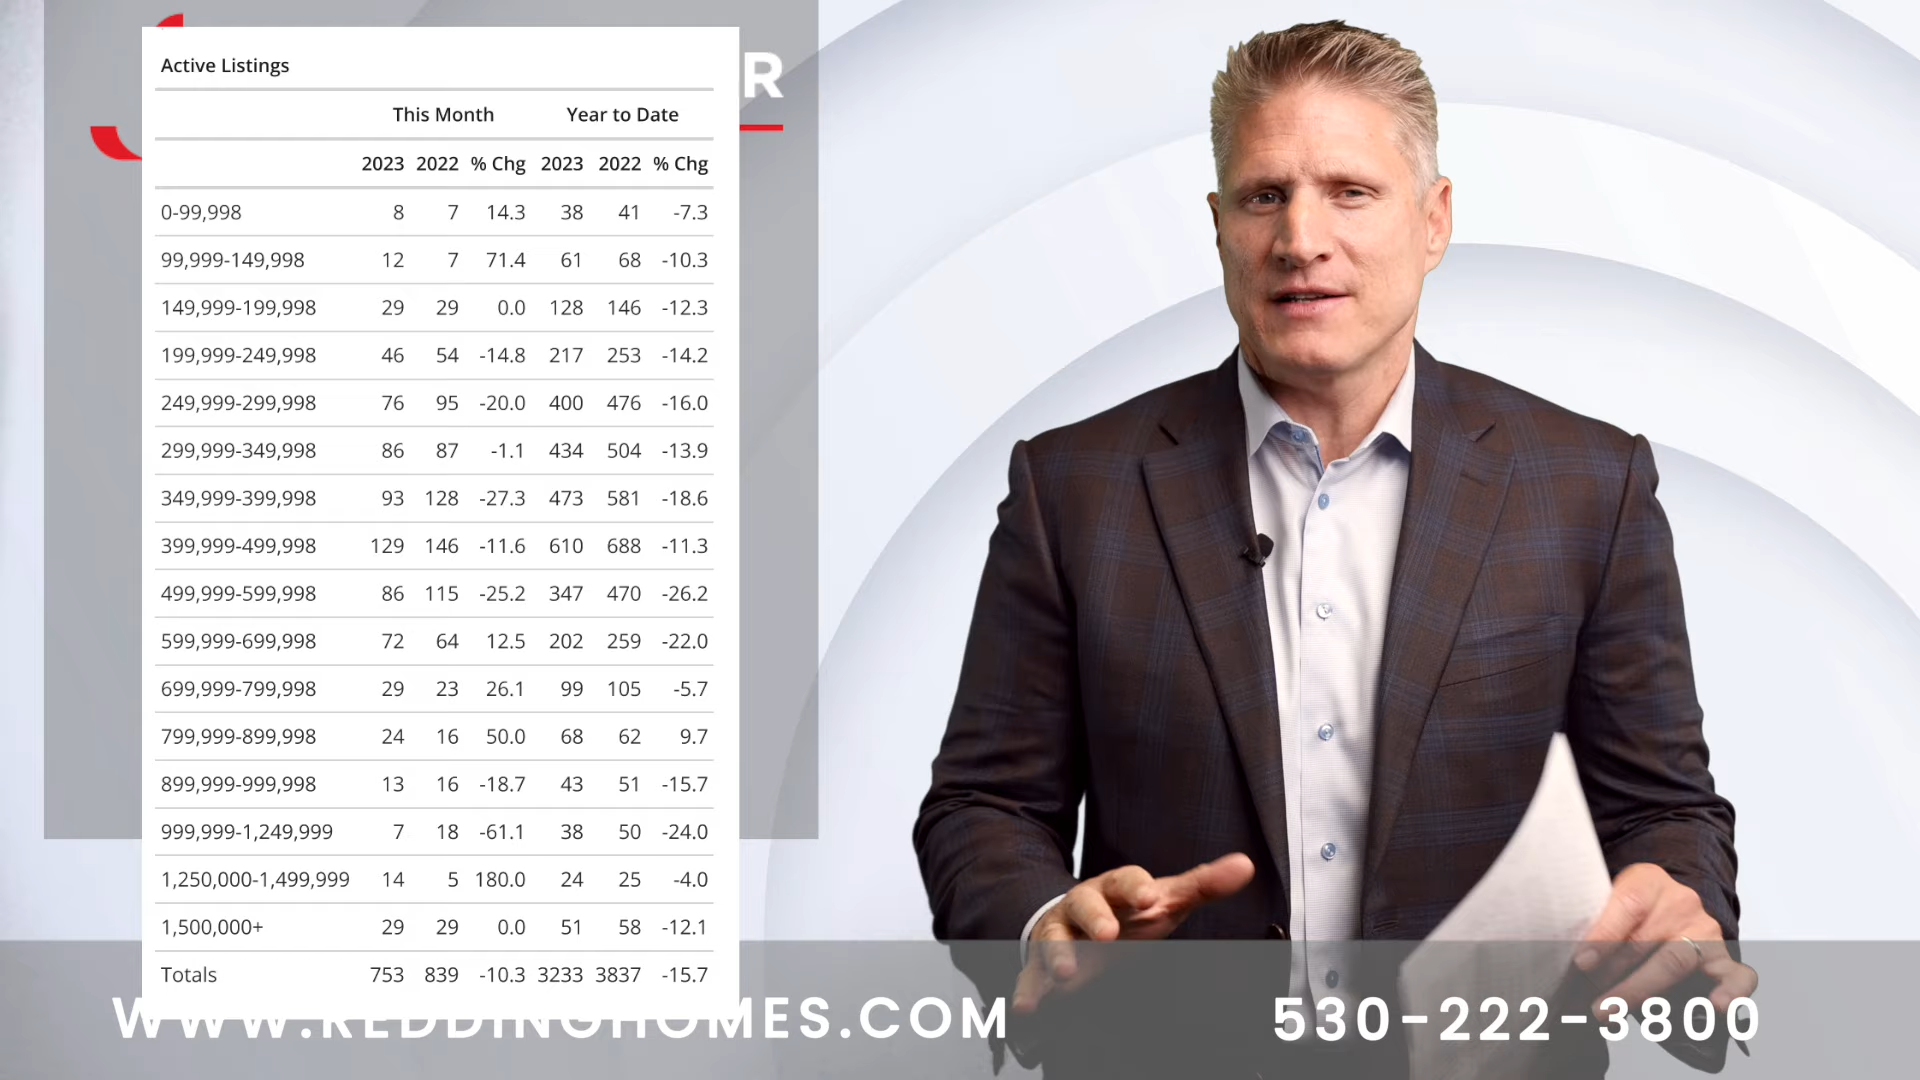 R
Active Listings
This Month Year to Date
2023 2022 % Chg 2023 2022 % Chg
0-99,998 8 7 14.3 38 41 -7.3
99,999-149,998 12 7 71.4 61 68 -10.3
149,999-199,998 29 29 0.0 128 146 -12.3
199,999-249,998 46 54 -14.8 217 253 -14.2
249,999-299,998 76 95 -20.0 400 476 -16.0
299,999-349,998 86 87 -1.1 434 504 -13.9
349,999-399,998 93 128 -27.3 473 581 -18.6
399,999-499,998 129 146 -11.6 610 688 -11.3
499,999-599,998 86 115 -25.2 347 470 -26.2
599,999-699,998 72 64 12.5 202 259 -22.0
699,999-799,998 29 23 26.1 99 105 -5.7
799,999-899,998 24 16 50.0 68 62 9.7
899,999-999,998 13 16 -18.7 43 51 -15.7
999,999-1,249,999 7 18 -61.1 38 50 -24.0
1,250,000-1,499,999 14 5 180.0 24 25 -4.0
1,500,000+ 29 29 0.0 51 58 -12.1
Totals 753 839 -10.3 3233 3837 -15.7
WWW.REDDINGHOMES.COM 530-222-3800